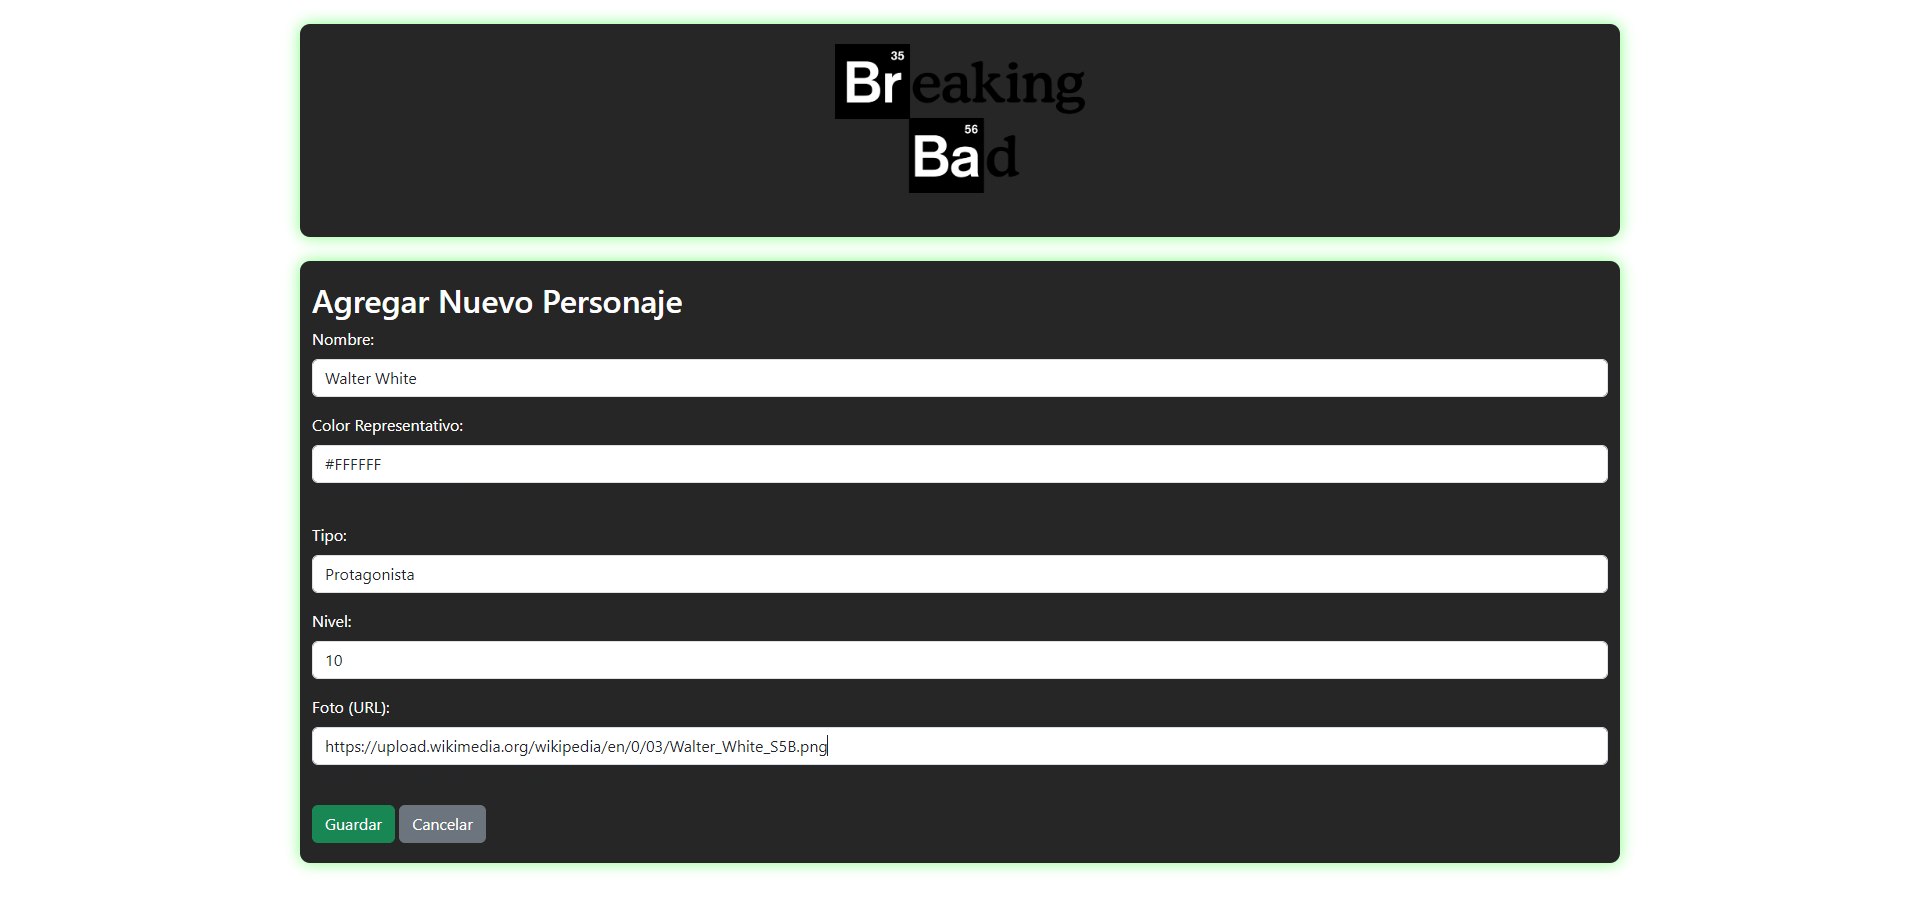 35
Breaking
56
Bad
Agregar Nuevo Personaje
Nombre:
Walter White
Color Representativo:
#FFFFFF
Tipo:
Protagonista
Nivel:
10
Foto (URL):
https://upload.wikimedia.org/wikipedia/en/0/03/Walter_White_S5B.png
Guardar Cancelar